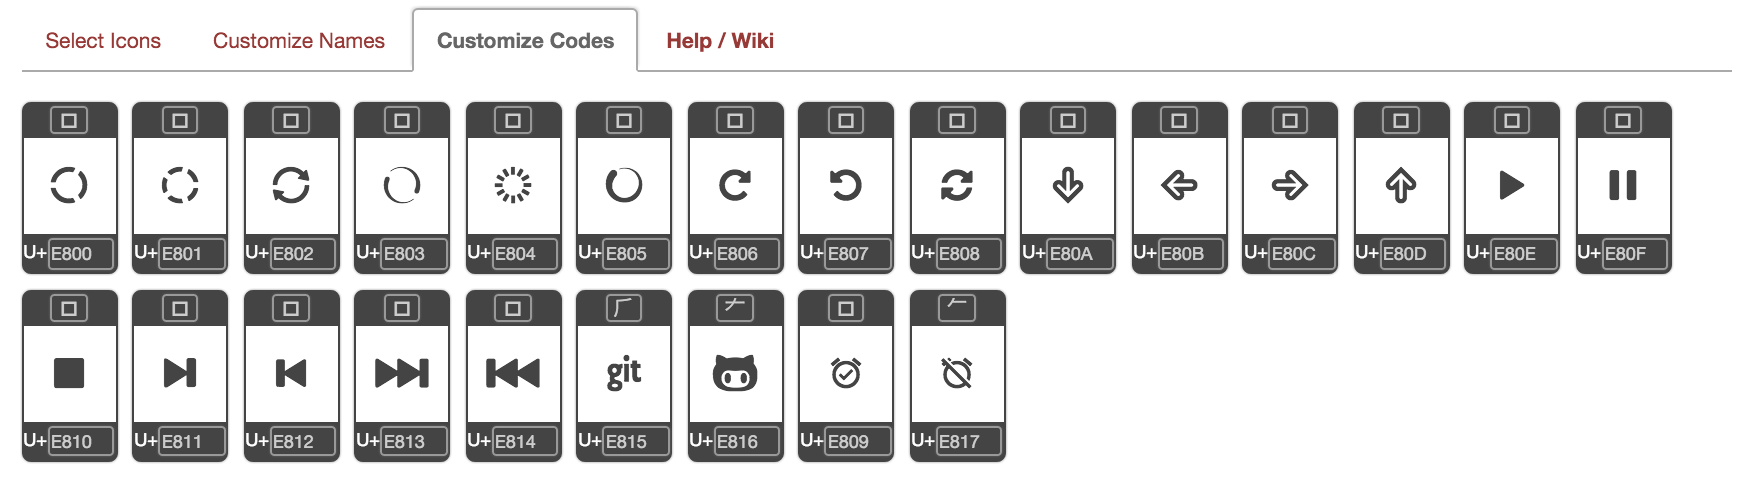 Select Icons Customize Names Customize Codes Help / Wiki
U+ E800 U+ E801 U+ E802 U+ E803 U+ E804 U+ E805 U+ E806 U+ E807 U+ E808 U+ E80A U+ E80B U+ E80C U+ E80D U+ E80E U+ E80F
git
U+ E810 U+ E811 U+ E812 U+ E813 U+ E814 U+ E815 U+ E816 U+ E809 U+ E817